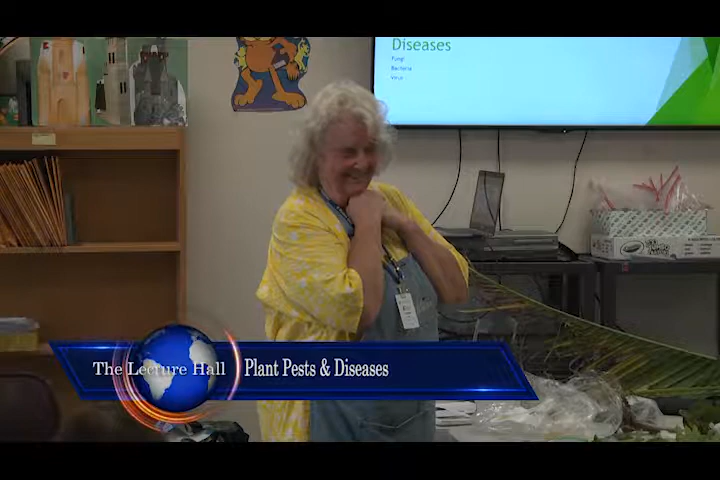 Diseases
Fungi
Bacteria
Virus
The Lecture Hall
Plant Pests & Diseases